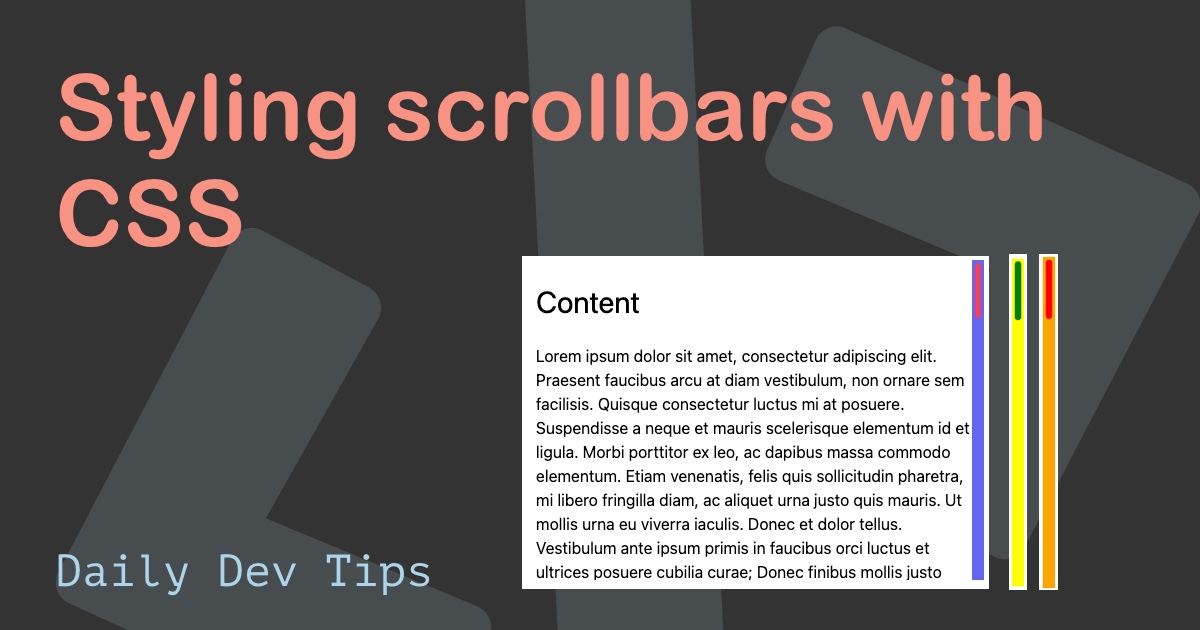 Styling scrollbars with
CSS
Content
Lorem ipsum dolor sit amet, consectetur adipiscing elit.
Praesent faucibus arcu at diam vestibulum, non ornare sem
facilisis. Quisque consectetur luctus mi at posuere.
Suspendisse a neque et mauris scelerisque elementum id et
ligula. Morbi porttitor ex leo, ac dapibus massa commodo
elementum. Etiam venenatis, felis quis sollicitudin pharetra,
mi libero fringilla diam, ac aliquet urna justo quis mauris. Ut
mollis urna eu viverra iaculis. Donec et dolor tellus.
Vestibulum ante ipsum primis in faucibus orci luctus et
ultrices posuere cubilia curae; Donec finibus mollis justo
Daily Dev Tips